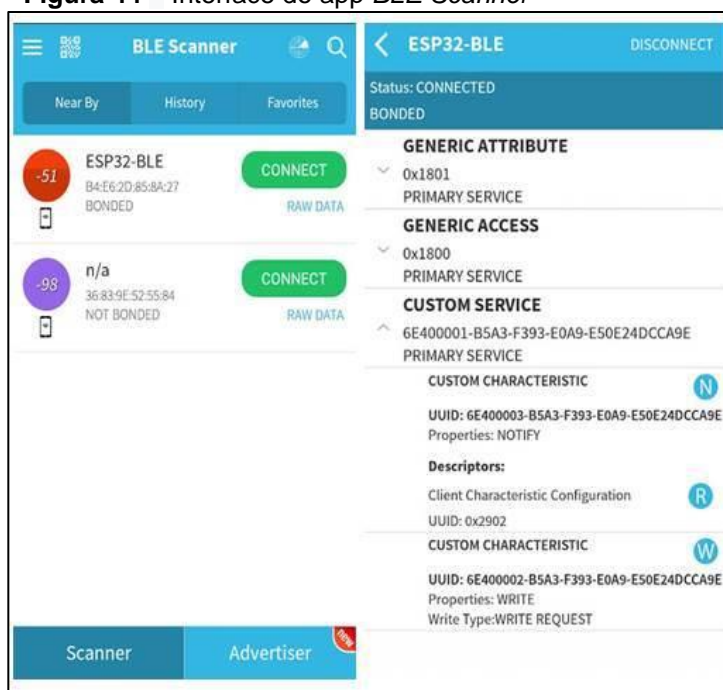 Figura 44 – Interface do app BLE Scanner
BLE Scanner
Near By
History
Favorites
-51
ESP32-BLE
B4:E6:2D:85:8A:27
BONDED
CONNECT
RAW DATA
-98
n/a
36:83:9E:52:55:84
NOT BONDED
CONNECT
RAW DATA
Scanner
Advertiser
new
ESP32-BLE
DISCONNECT
Status: CONNECTED
BONDED
GENERIC ATTRIBUTE
0x1801
PRIMARY SERVICE
GENERIC ACCESS
0x1800
PRIMARY SERVICE
CUSTOM SERVICE
6E400001-B5A3-F393-E0A9-E50E24DCCA9E
PRIMARY SERVICE
CUSTOM CHARACTERISTIC
N
UUID: 6E400003-B5A3-F393-E0A9-E50E24DCCA9E
Properties: NOTIFY
Descriptors:
Client Characteristic Configuration
R
UUID: 0x2902
CUSTOM CHARACTERISTIC
W
UUID: 6E400002-B5A3-F393-E0A9-E50E24DCCA9E
Properties: WRITE
Write Type:WRITE REQUEST